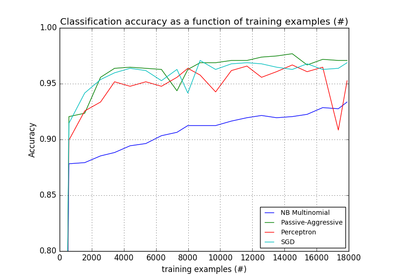 Classification accuracy as a function of training examples (#)
1.00
0.95
0.90
0.85
0.80
Accuracy
0 2000 4000 6000 8000 10000 12000 14000 16000 18000
training examples (#)
NB Multinomial
Passive-Aggressive
Perceptron
SGD